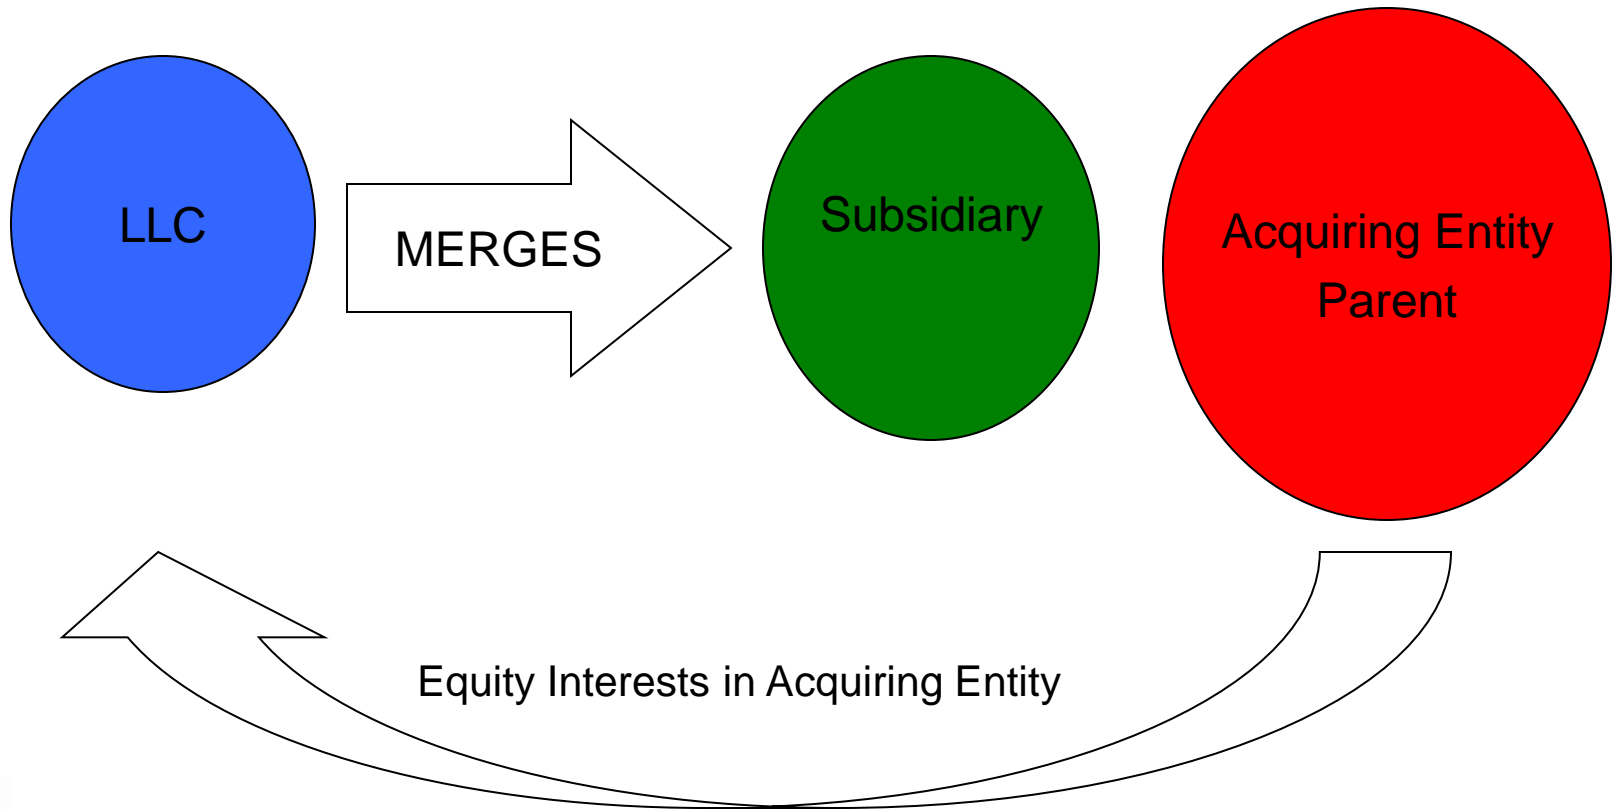 LLC
MERGES
Subsidiary
Acquiring Entity
Parent
Equity Interests in Acquiring Entity